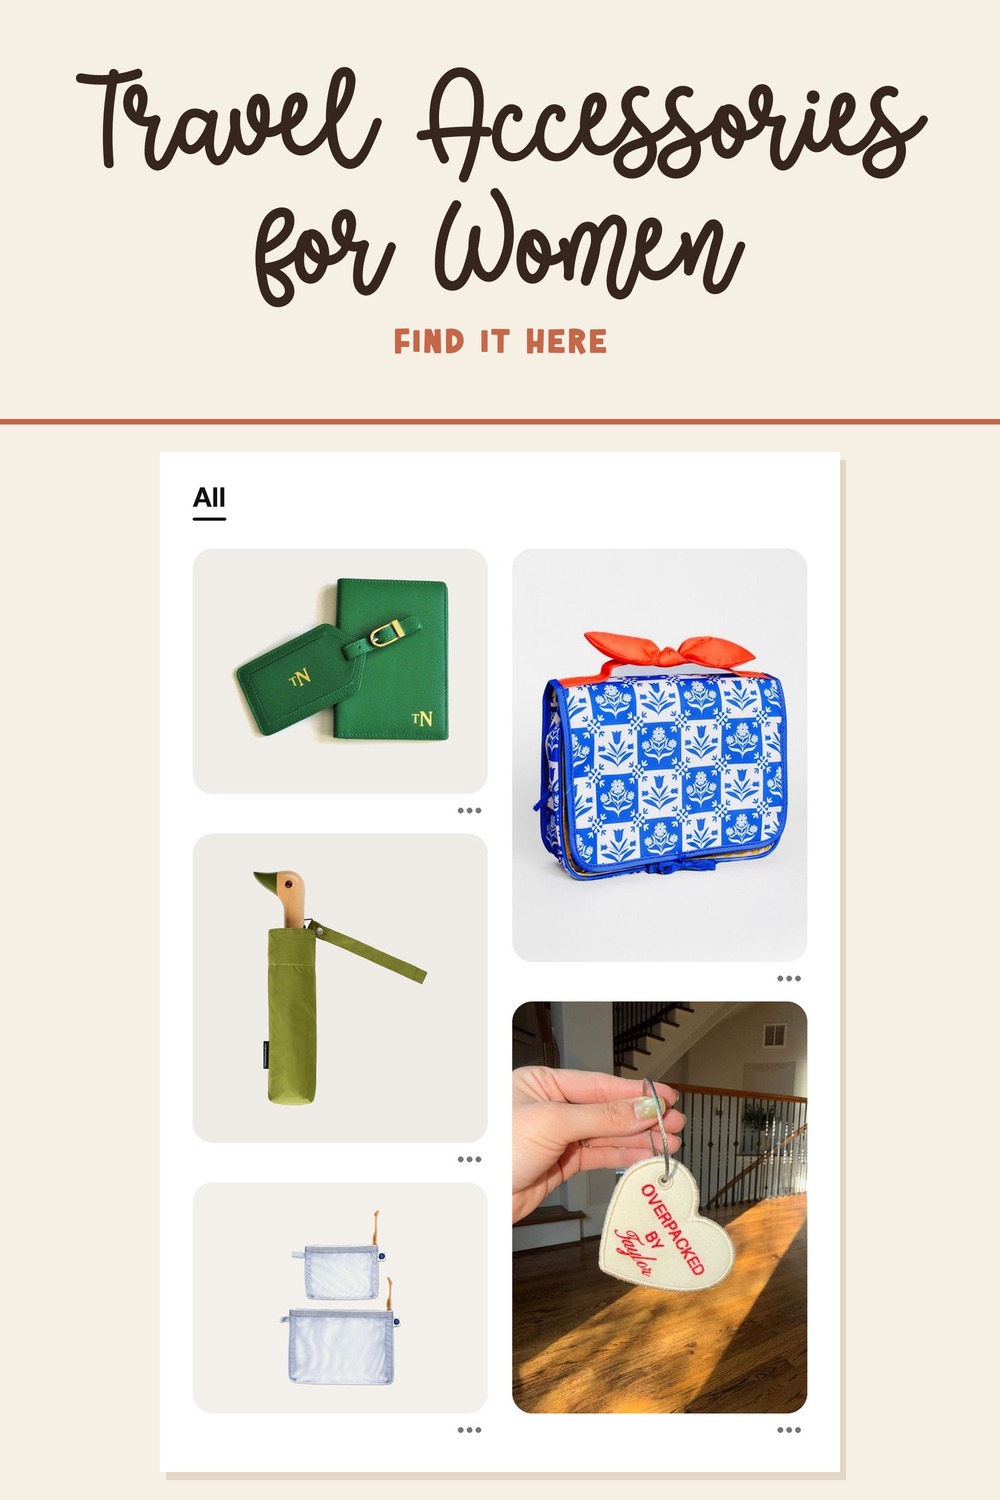 Travel Accessories
for Women
FIND IT HERE
All
TN
TN
OVERPACKED
BY
Taylor